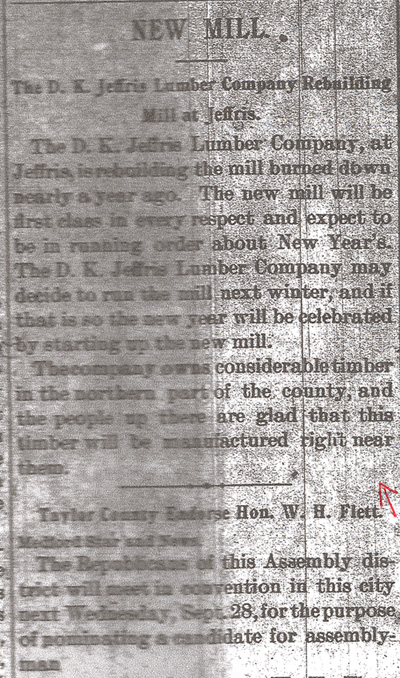 NEW MILL.
The D. K. Jeffris Lumber Company Rebuilding
Mill at Jeffris.
The D. K. Jeffris Lumber Company, at
Jeffris, is rebuilding the mill burned down
nearly a year ago. The new mill will be
first class in every respect and expect to
be in running order about New Year's.
The D. K. Jeffris Lumber Company may
decide to run the mill next winter, and if
that is so the new year will be celebrated
by starting up the new mill.
The company owns considerable timber
in the northern part of the county, and
the people up there are glad that this
timber will be manufactured right near
them.
Taylor County Endorse Hon. W. H. Flett.
Medford Star and News
The Republicans of this Assembly dis-
trict will meet in convention in this city
next Wednesday, Sept. 28, for the purpose
of nominating a candidate for assembly-
man